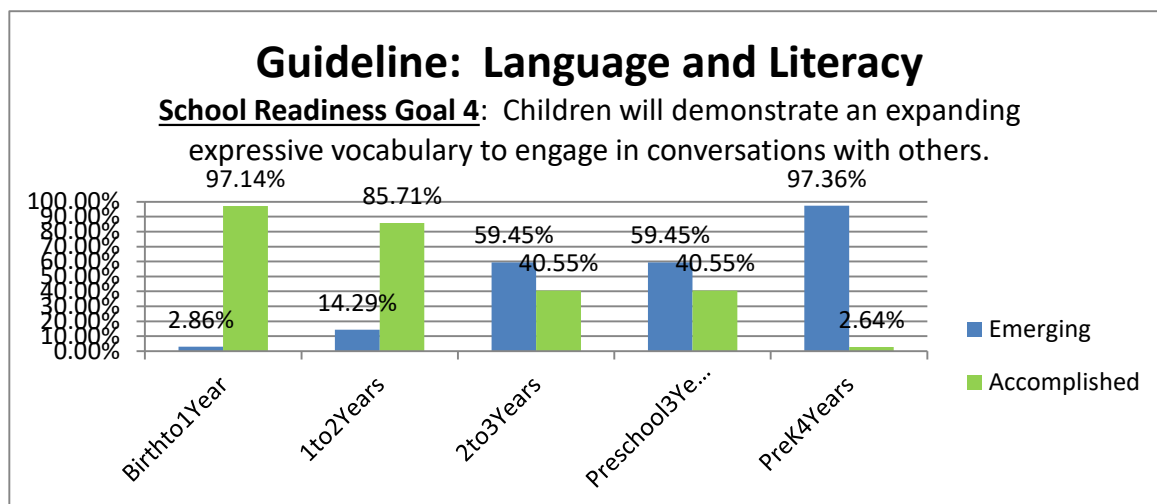 Guideline:  Language and Literacy
School Readiness Goal 4:  Children will demonstrate an expanding
expressive vocabulary to engage in conversations with others.
100.00%
90.00%
80.00%
70.00%
60.00%
50.00%
40.00%
30.00%
20.00%
10.00%
0.00%
2.86%
97.14%
14.29%
85.71%
59.45%
40.55%
59.45%
40.55%
97.36%
2.64%
Birthto1Year
1to2Years
2to3Years
Preschool3Ye...
PreK4Years
Emerging
Accomplished